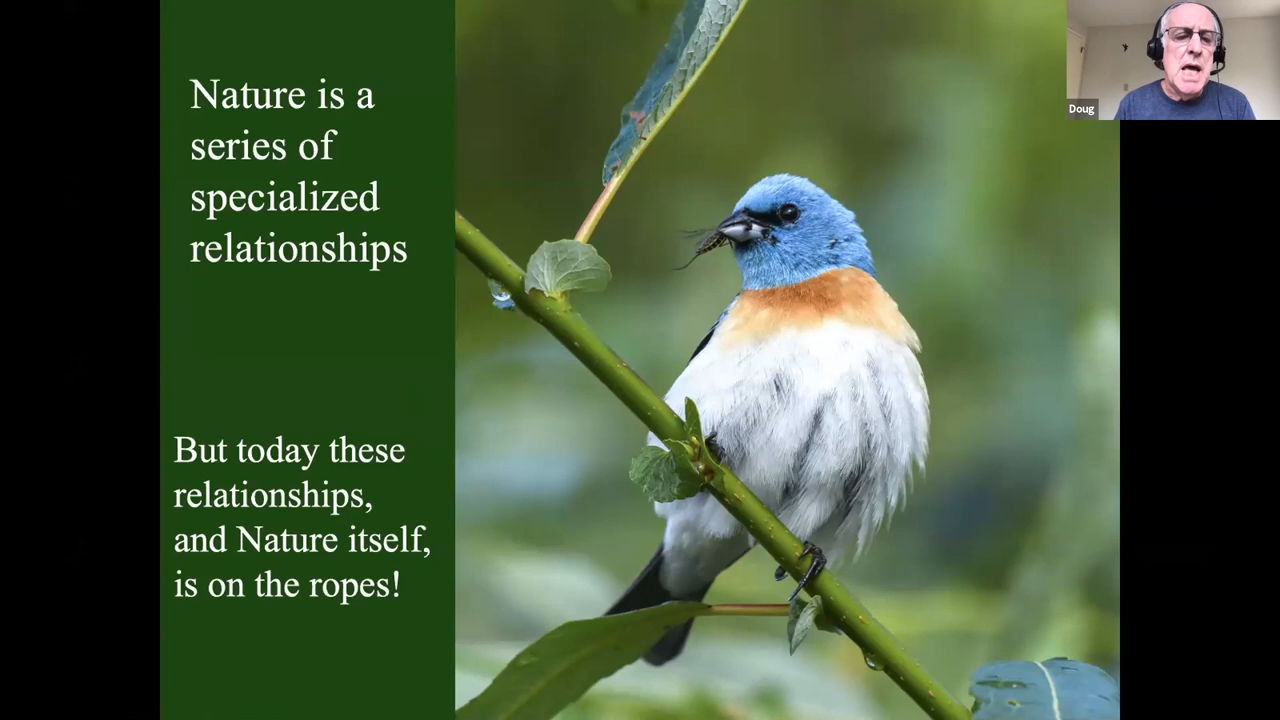 Nature is a
series of
specialized
relationships
But today these
relationships,
and Nature itself,
is on the ropes!
Doug